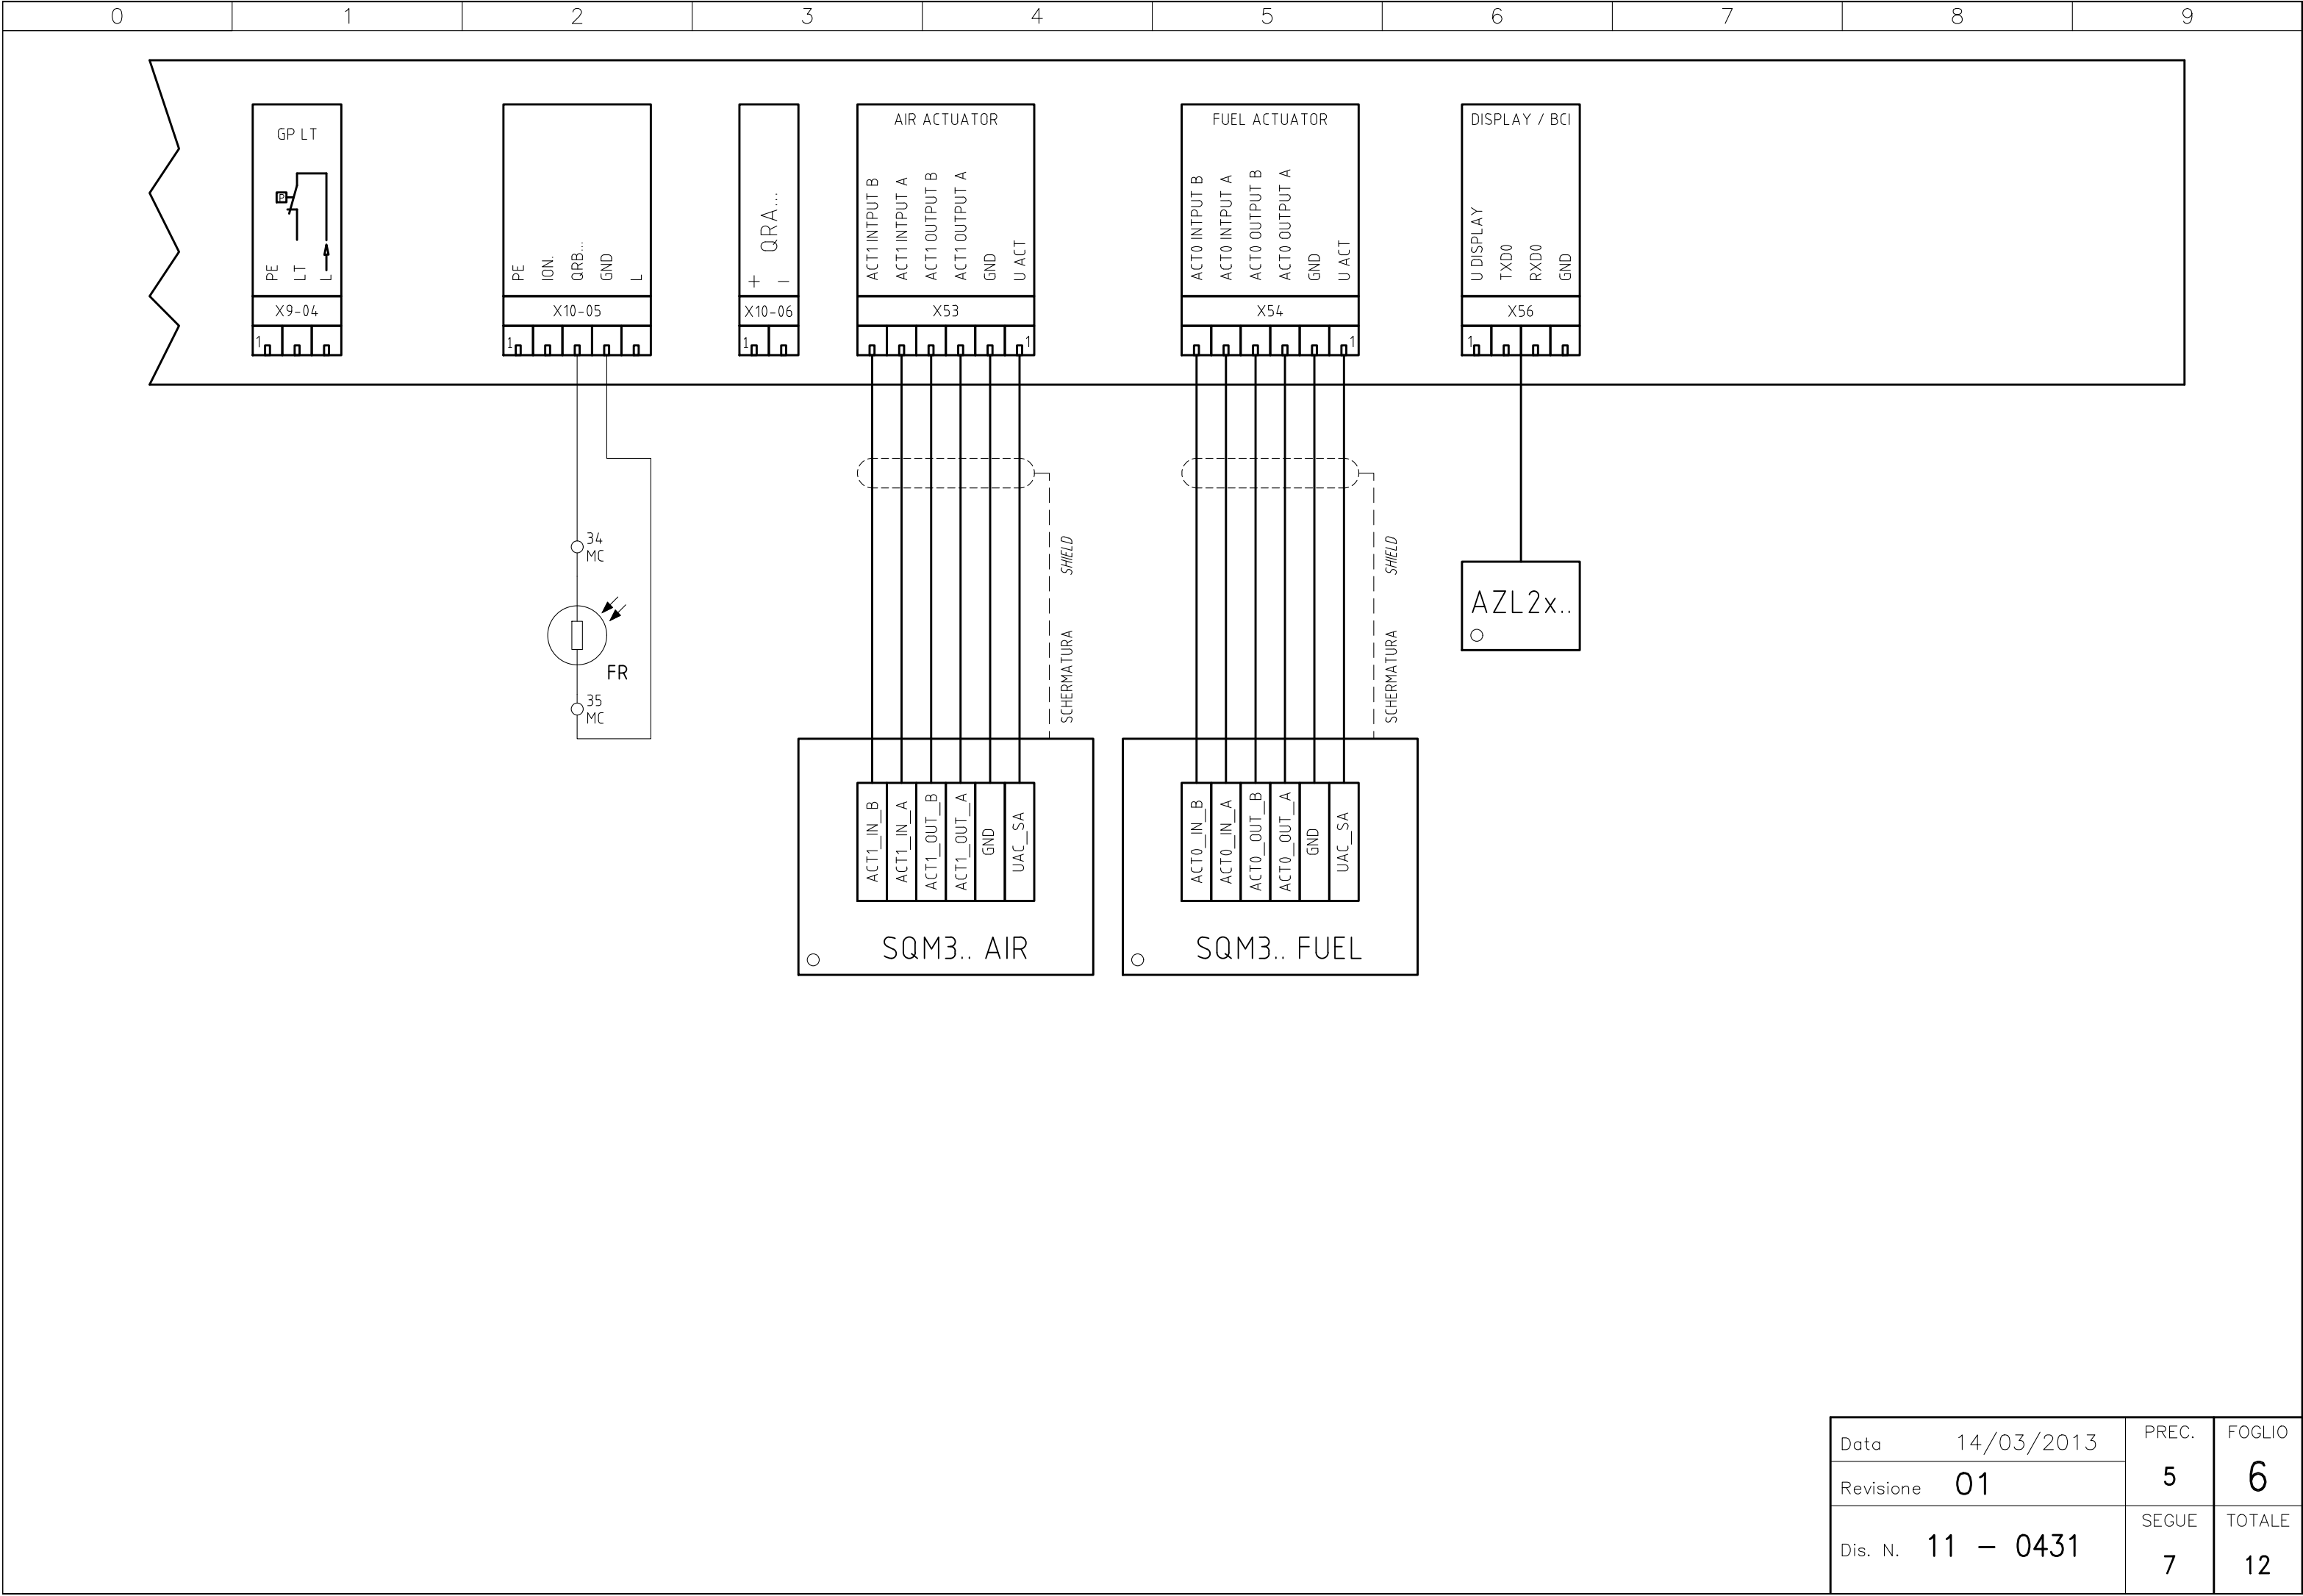 0 1 2 3 4 5 6 7 8 9
GP LT
P
PE
LT
L
X9-04
1
PE
ION.
QRB...
GND
L
X10-05
1
QRA...
+
−
X10-06
1
AIR ACTUATOR
ACT1 INTPUT B
ACT1 INTPUT A
ACT1 OUTPUT B
ACT1 OUTPUT A
GND
U ACT
X53
1
FUEL ACTUATOR
ACT0 INTPUT B
ACT0 INTPUT A
ACT0 OUTPUT B
ACT0 OUTPUT A
GND
U ACT
X54
1
DISPLAY / BCI
U DISPLAY
TXD0
RXD0
GND
X56
1
34
MC
FR
35
MC
SCHERMATURA SHIELD
SCHERMATURA SHIELD
AZL2x..
ACT1_IN_B
ACT1_IN_A
ACT1_OUT_B
ACT1_OUT_A
GND
UAC_SA
SQM3.. AIR
ACT0_IN_B
ACT0_IN_A
ACT0_OUT_B
ACT0_OUT_A
GND
UAC_SA
SQM3.. FUEL
Data 14/03/2013
Revisione 01
Dis. N. 11 - 0431
PREC.
5
FOGLIO
6
SEGUE
7
TOTALE
12